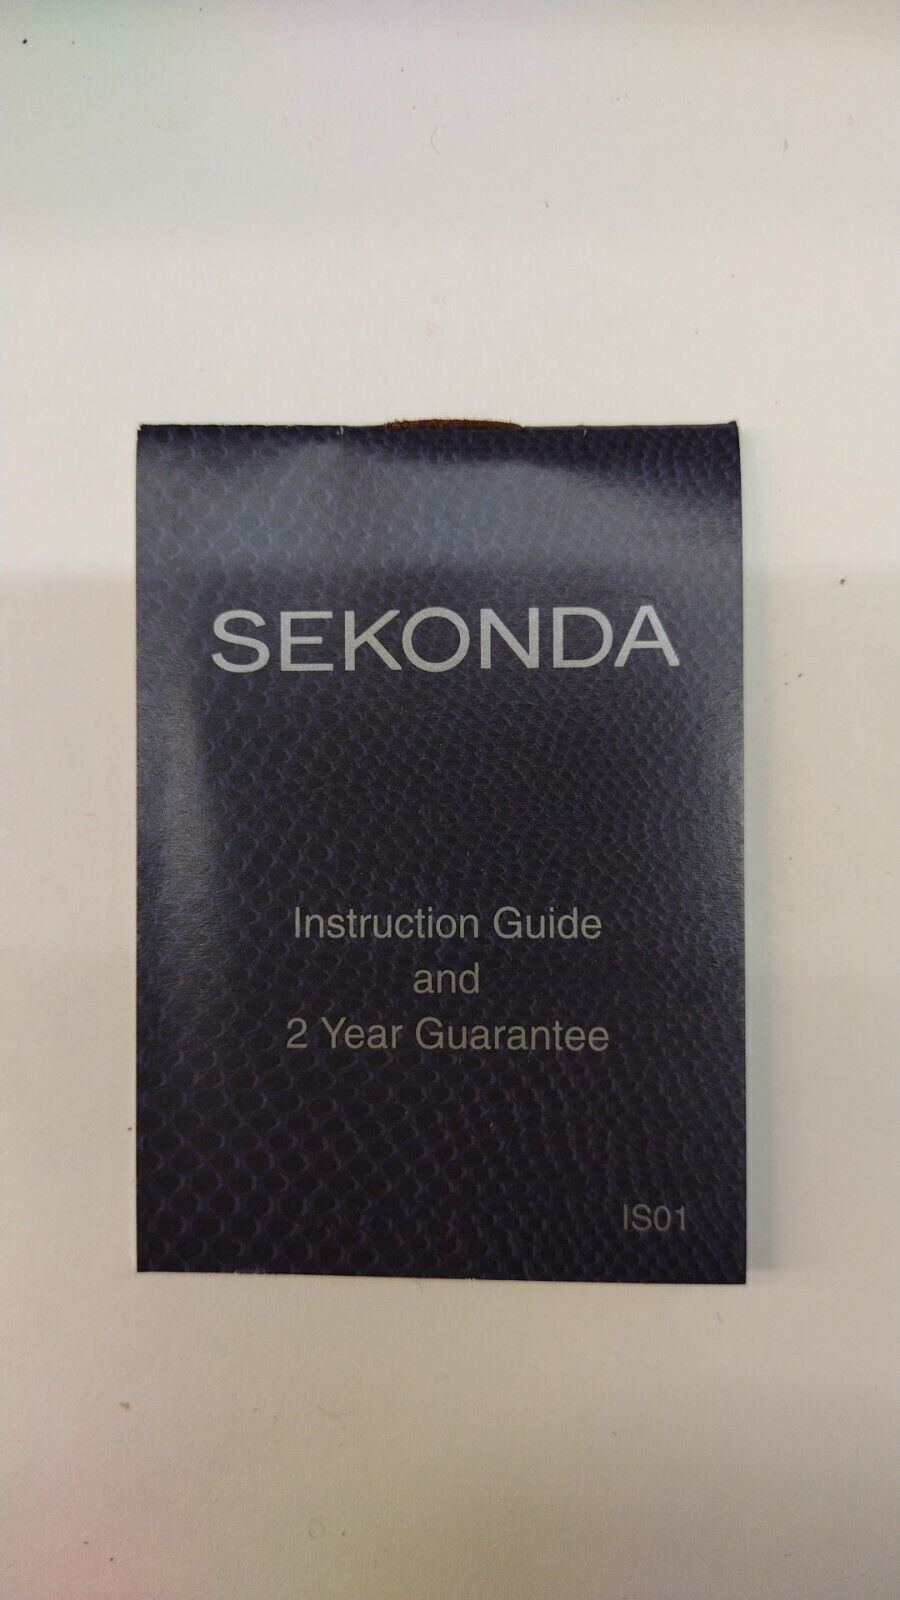 SEKONDA
Instruction Guide
and
2 Year Guarantee
IS01